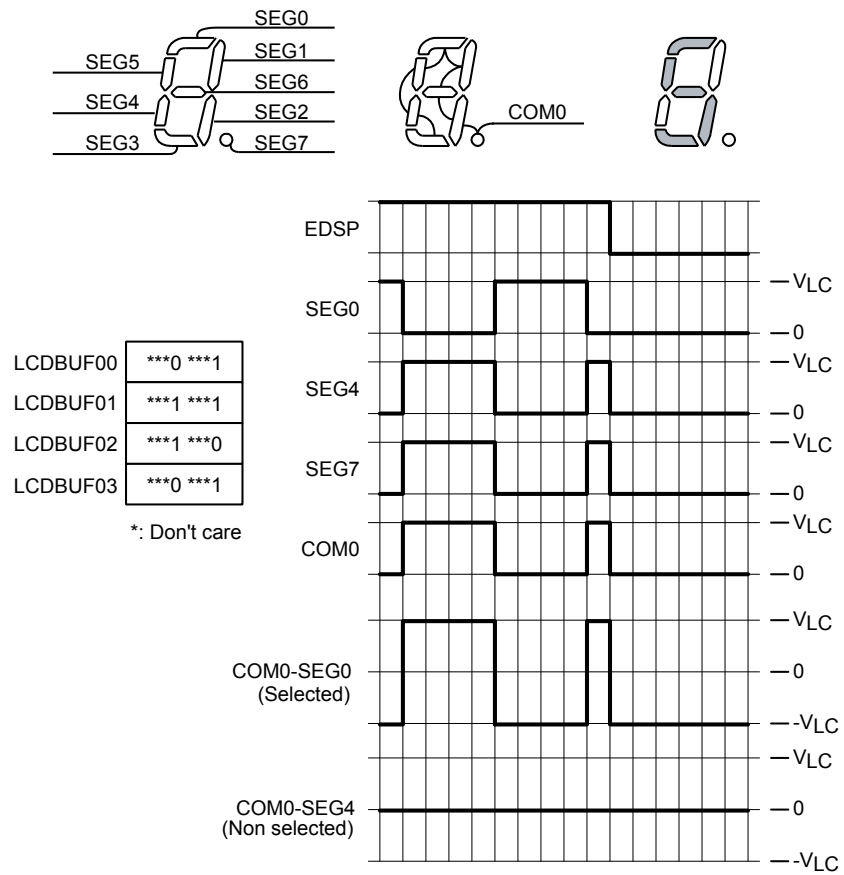 SEG0
SEG1
SEG5
SEG6
SEG4
SEG2
SEG3
SEG7
COM0
EDSP
VLC
SEG0
0
VLC
SEG4
0
VLC
SEG7
0
VLC
COM0
0
LCDBUF00 ***0 ***1
LCDBUF01 ***1 ***1
LCDBUF02 ***1 ***0
LCDBUF03 ***0 ***1
*: Don't care
VLC
COM0-SEG0
(Selected)
0
-VLC
VLC
COM0-SEG4
(Non selected)
0
-VLC